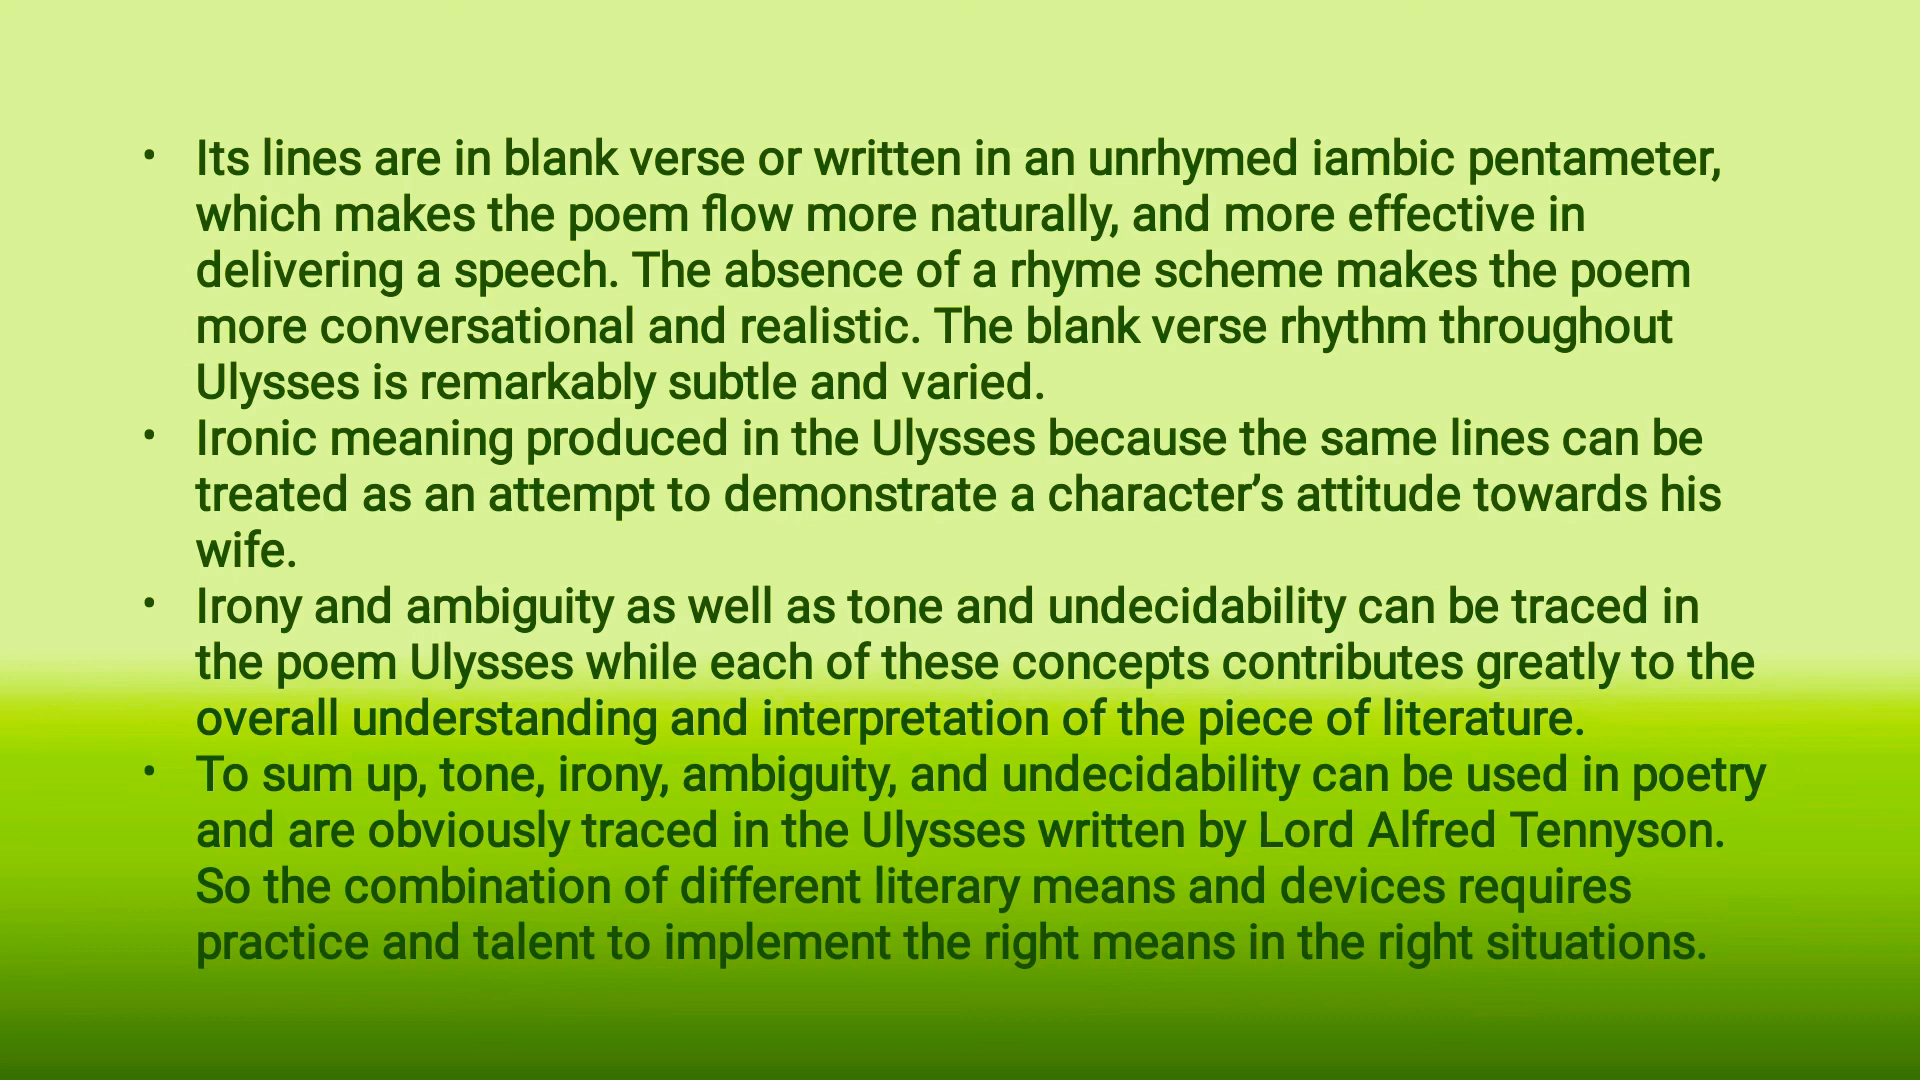 • Its lines are in blank verse or written in an unrhymed iambic pentameter,
which makes the poem flow more naturally, and more effective in
delivering a speech. The absence of a rhyme scheme makes the poem
more conversational and realistic. The blank verse rhythm throughout
Ulysses is remarkably subtle and varied.
• Ironic meaning produced in the Ulysses because the same lines can be
treated as an attempt to demonstrate a character’s attitude towards his
wife.
• Irony and ambiguity as well as tone and undecidability can be traced in
the poem Ulysses while each of these concepts contributes greatly to the
overall understanding and interpretation of the piece of literature.
• To sum up, tone, irony, ambiguity, and undecidability can be used in poetry
and are obviously traced in the Ulysses written by Lord Alfred Tennyson.
So the combination of different literary means and devices requires
practice and talent to implement the right means in the right situations.